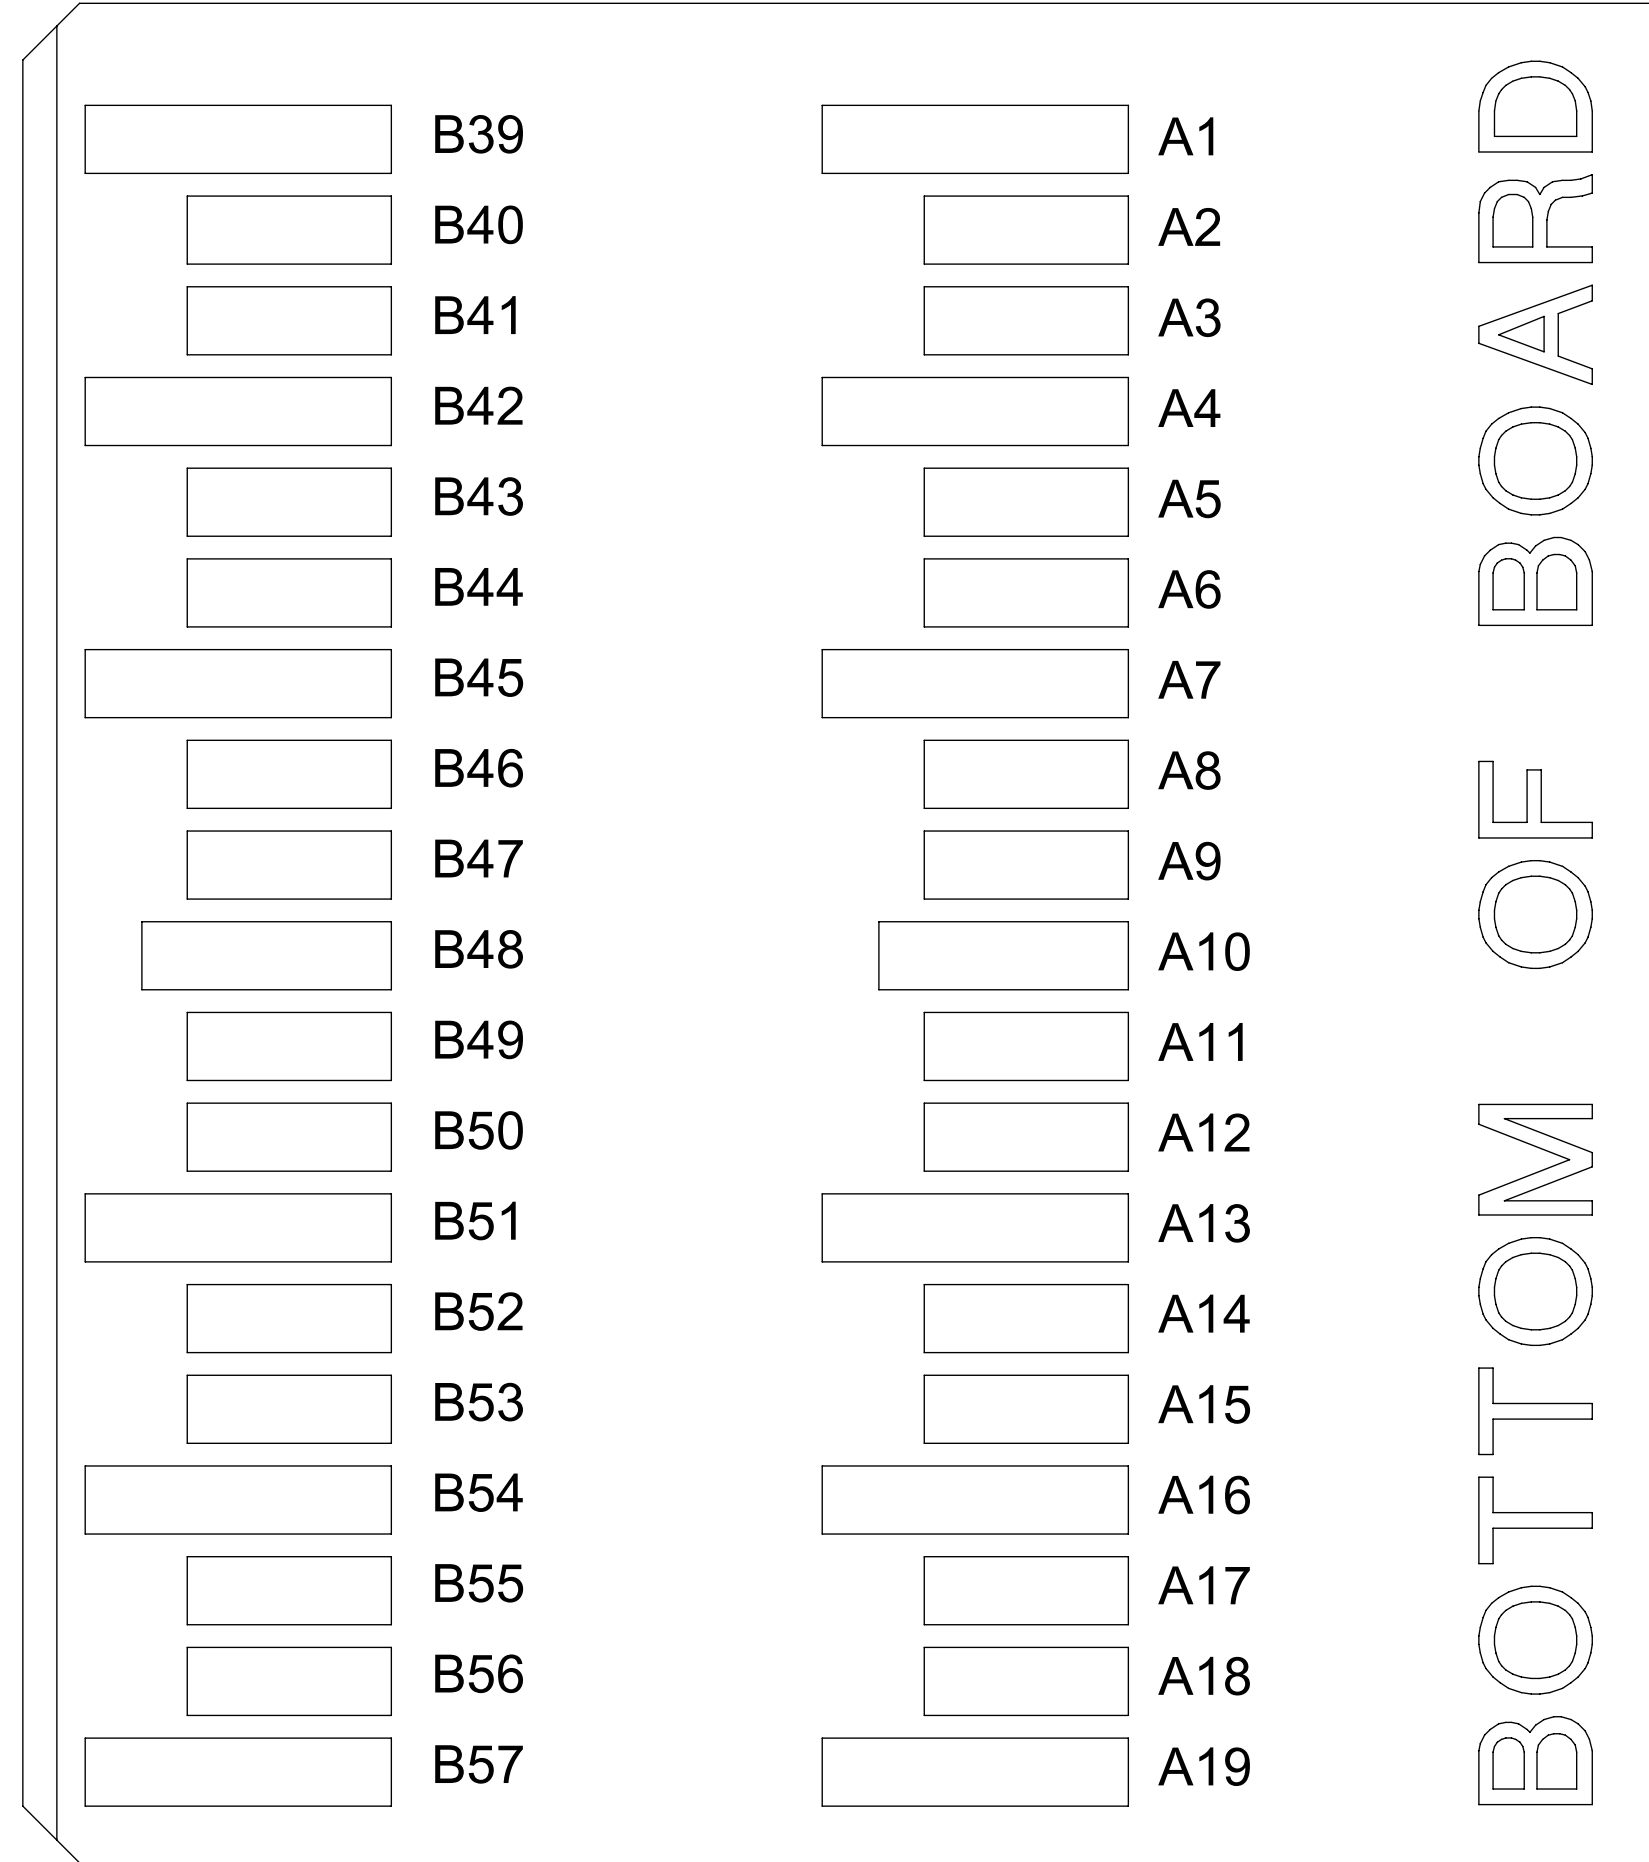 B39 A1
B40 A2
B41 A3
B42 A4
B43 A5
B44 A6
B45 A7
B46 A8
B47 A9
B48 A10
B49 A11
B50 A12
B51 A13
B52 A14
B53 A15
B54 A16
B55 A17
B56 A18
B57 A19
BOTTOM OF BOARD